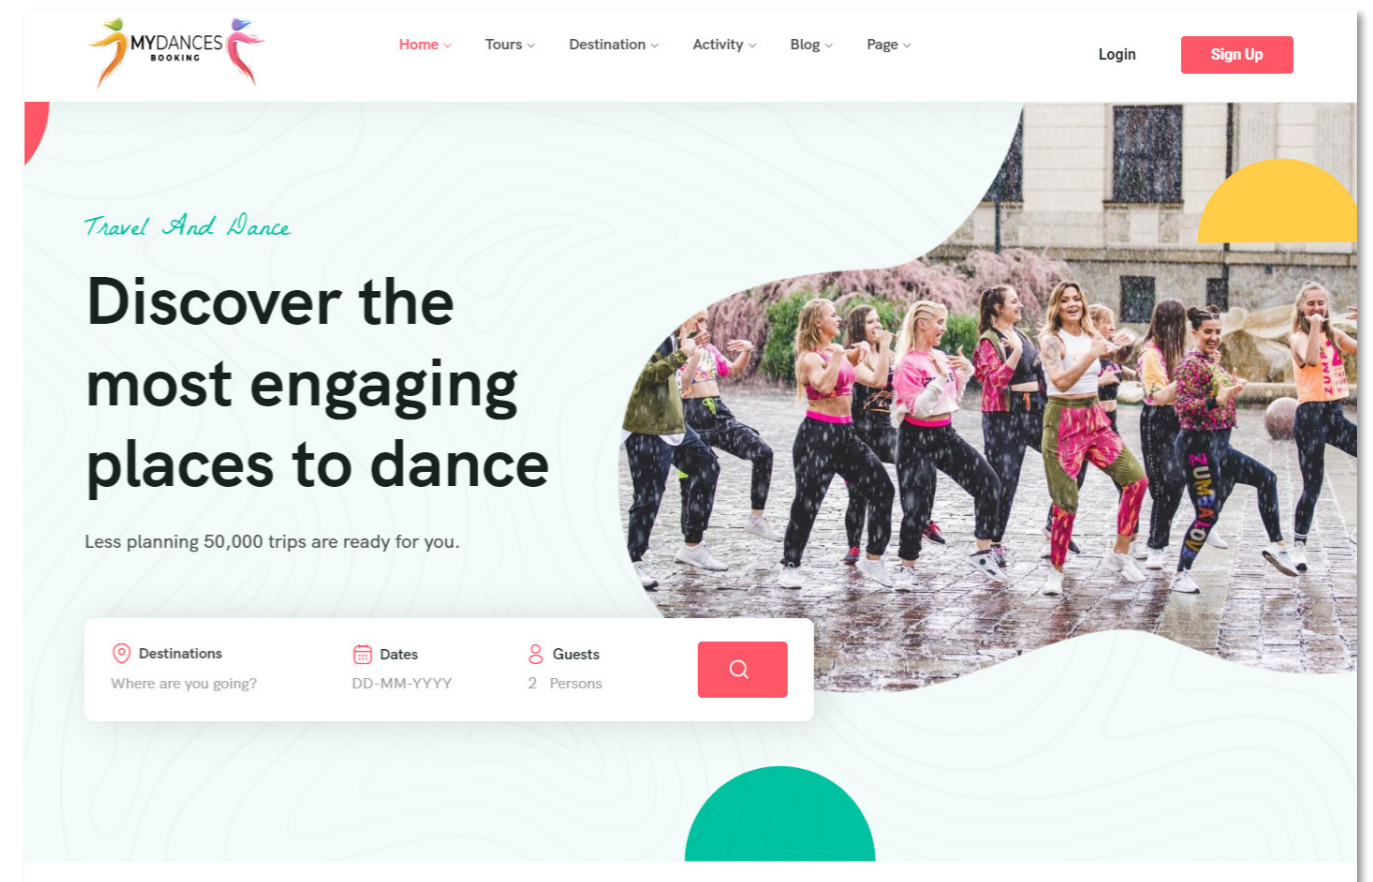 MYDANCES
BOOKING
Home
Tours
Destination
Activity
Blog
Page
Login
Sign Up
Travel And Dance
Discover the
most engaging
places to dance
Less planning 50,000 trips are ready for you.
Destinations
Where are you going?
Dates
DD-MM-YYYY
Guests
2 Persons
ZUMBA LOVE